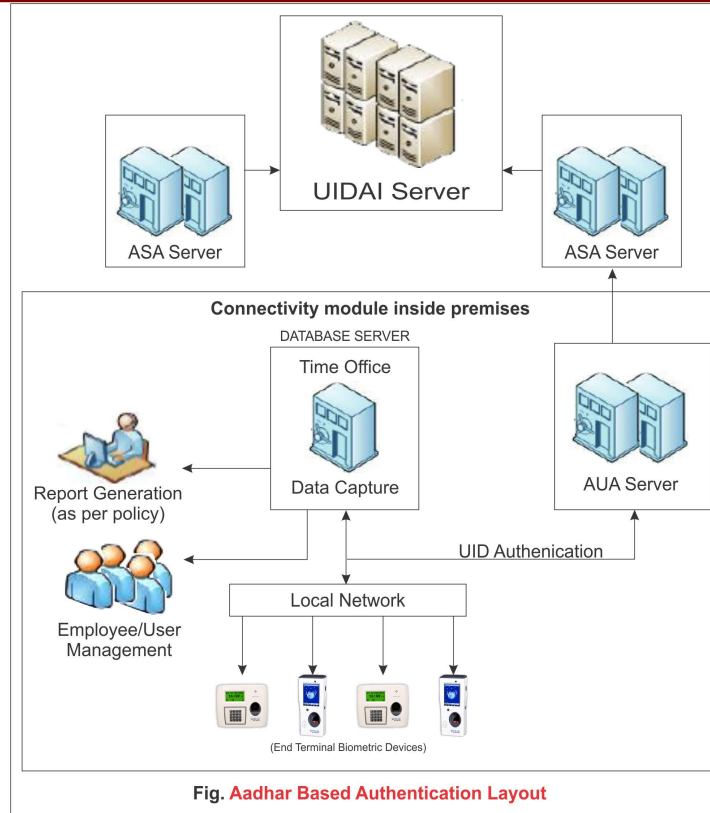 UIDAI Server
ASA Server
ASA Server
Connectivity module inside premises
DATABASE SERVER
Time Office
Data Capture
Report Generation
(as per policy)
AUA Server
UID Authenication
Employee/User
Management
Local Network
(End Terminal Biometric Devices)
Fig. Aadhar Based Authentication Layout